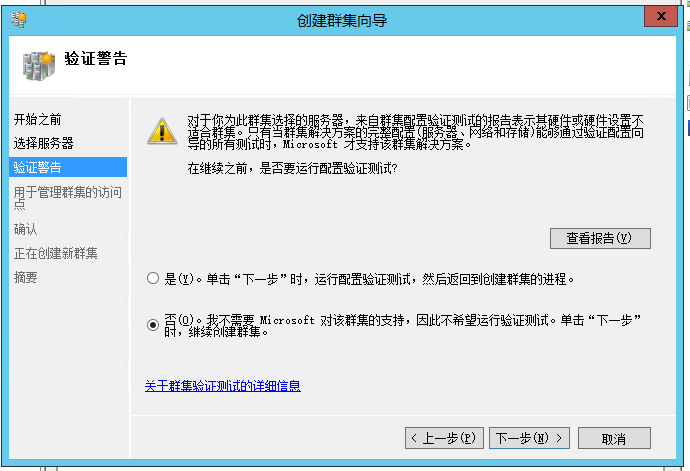 创建群集向导
x
验证警告
开始之前
选择服务器
验证警告
用于管理群集的访问
点
确认
正在创建新群集
摘要
对于你为此群集选择的服务器，来自群集配置验证测试的报告表示其硬件或硬件设置不
适合群集。只有当群集解决方案的完整配置(服务器、网络和存储)能够通过验证配置向
导的所有测试时，Microsoft 才支持该群集解决方案。
在继续之前，是否要运行配置验证测试?
查看报告(V)
是(Y)。单击“下一步”时，运行配置验证测试，然后返回到创建群集的进程。
否(O)。我不需要 Microsoft 对该群集的支持，因此不希望运行验证测试。单击“下一步”
时，继续创建群集。
关于群集验证测试的详细信息
< 上一步(P)
下一步(N) >
取消